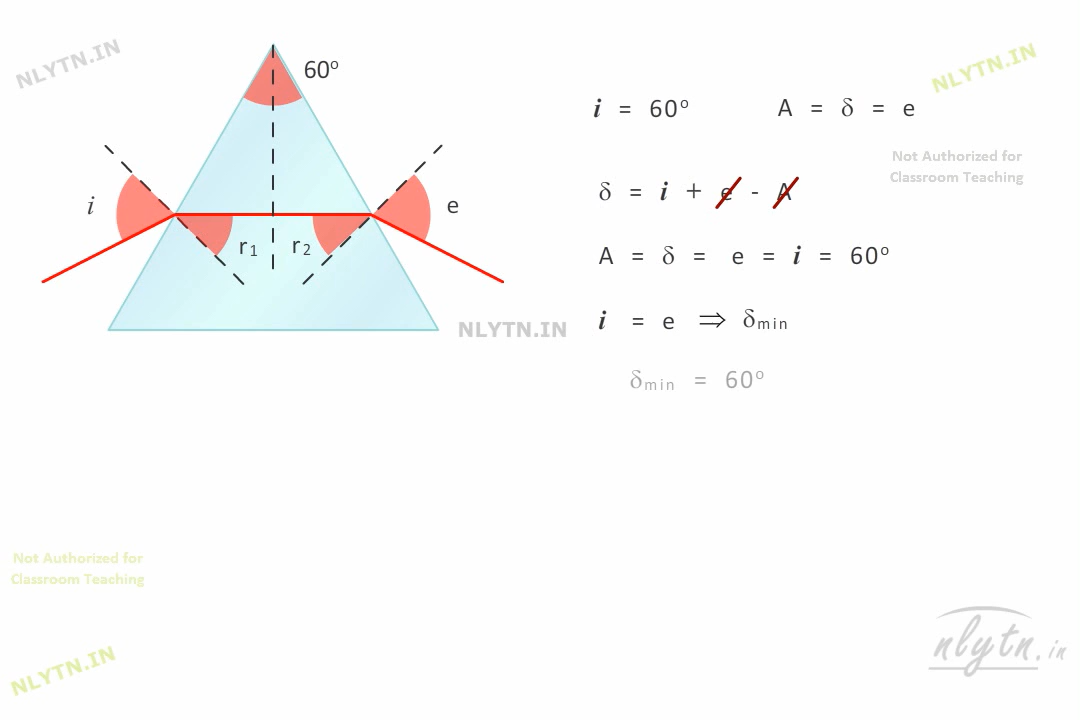 NLYTN.IN
60°
NLYTN.IN
i = 60° A = δ = e
Not Authorized for
Classroom Teaching
δ = i + e - A
i
e
r₁
r₂
A = δ = e = i = 60°
i = e ⇒ δmin
NLYTN.IN
δmin = 60°
Not Authorized for
Classroom Teaching
nlytn.in
NLYTN.IN